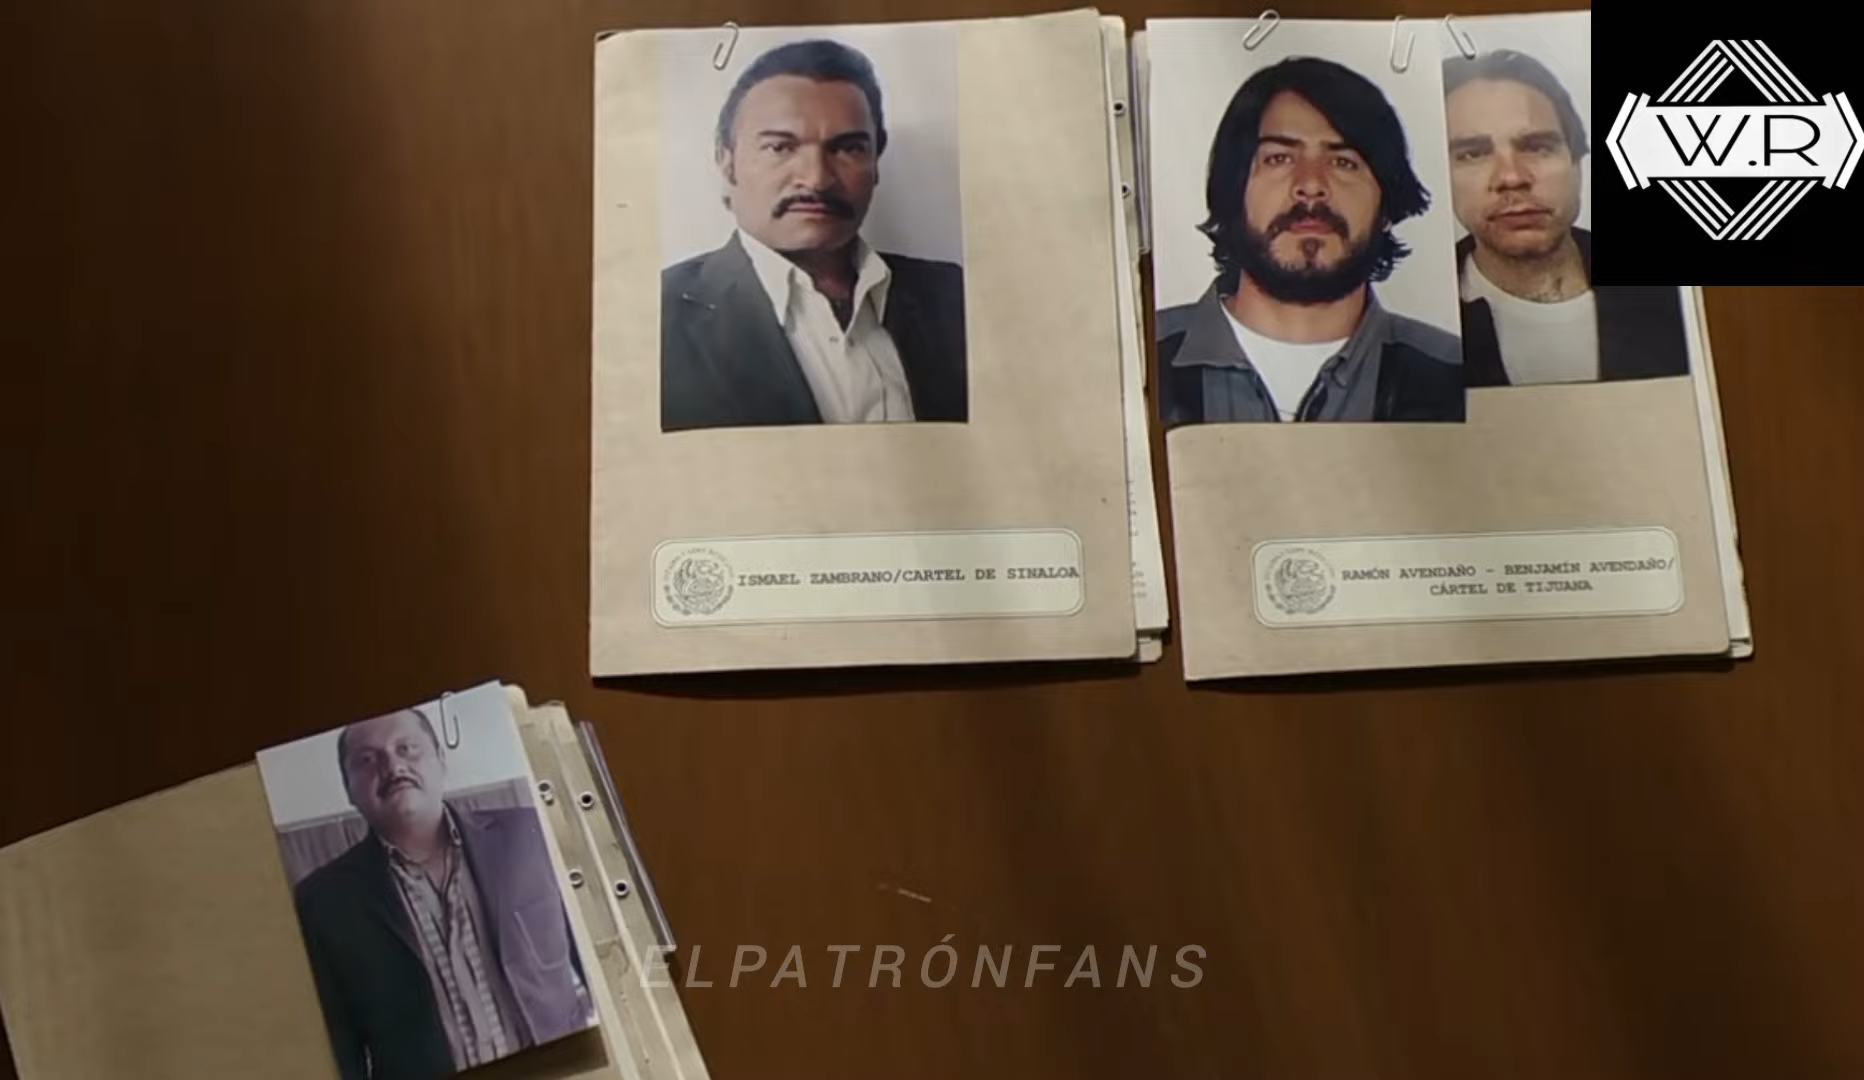 W.R
ISMAEL ZAMBRANO/CARTEL DE SINALOA
RAMÓN AVENDAÑO - BENJAMÍN AVENDAÑO/
CÁRTEL DE TIJUANA
ELPATRÓNFANS